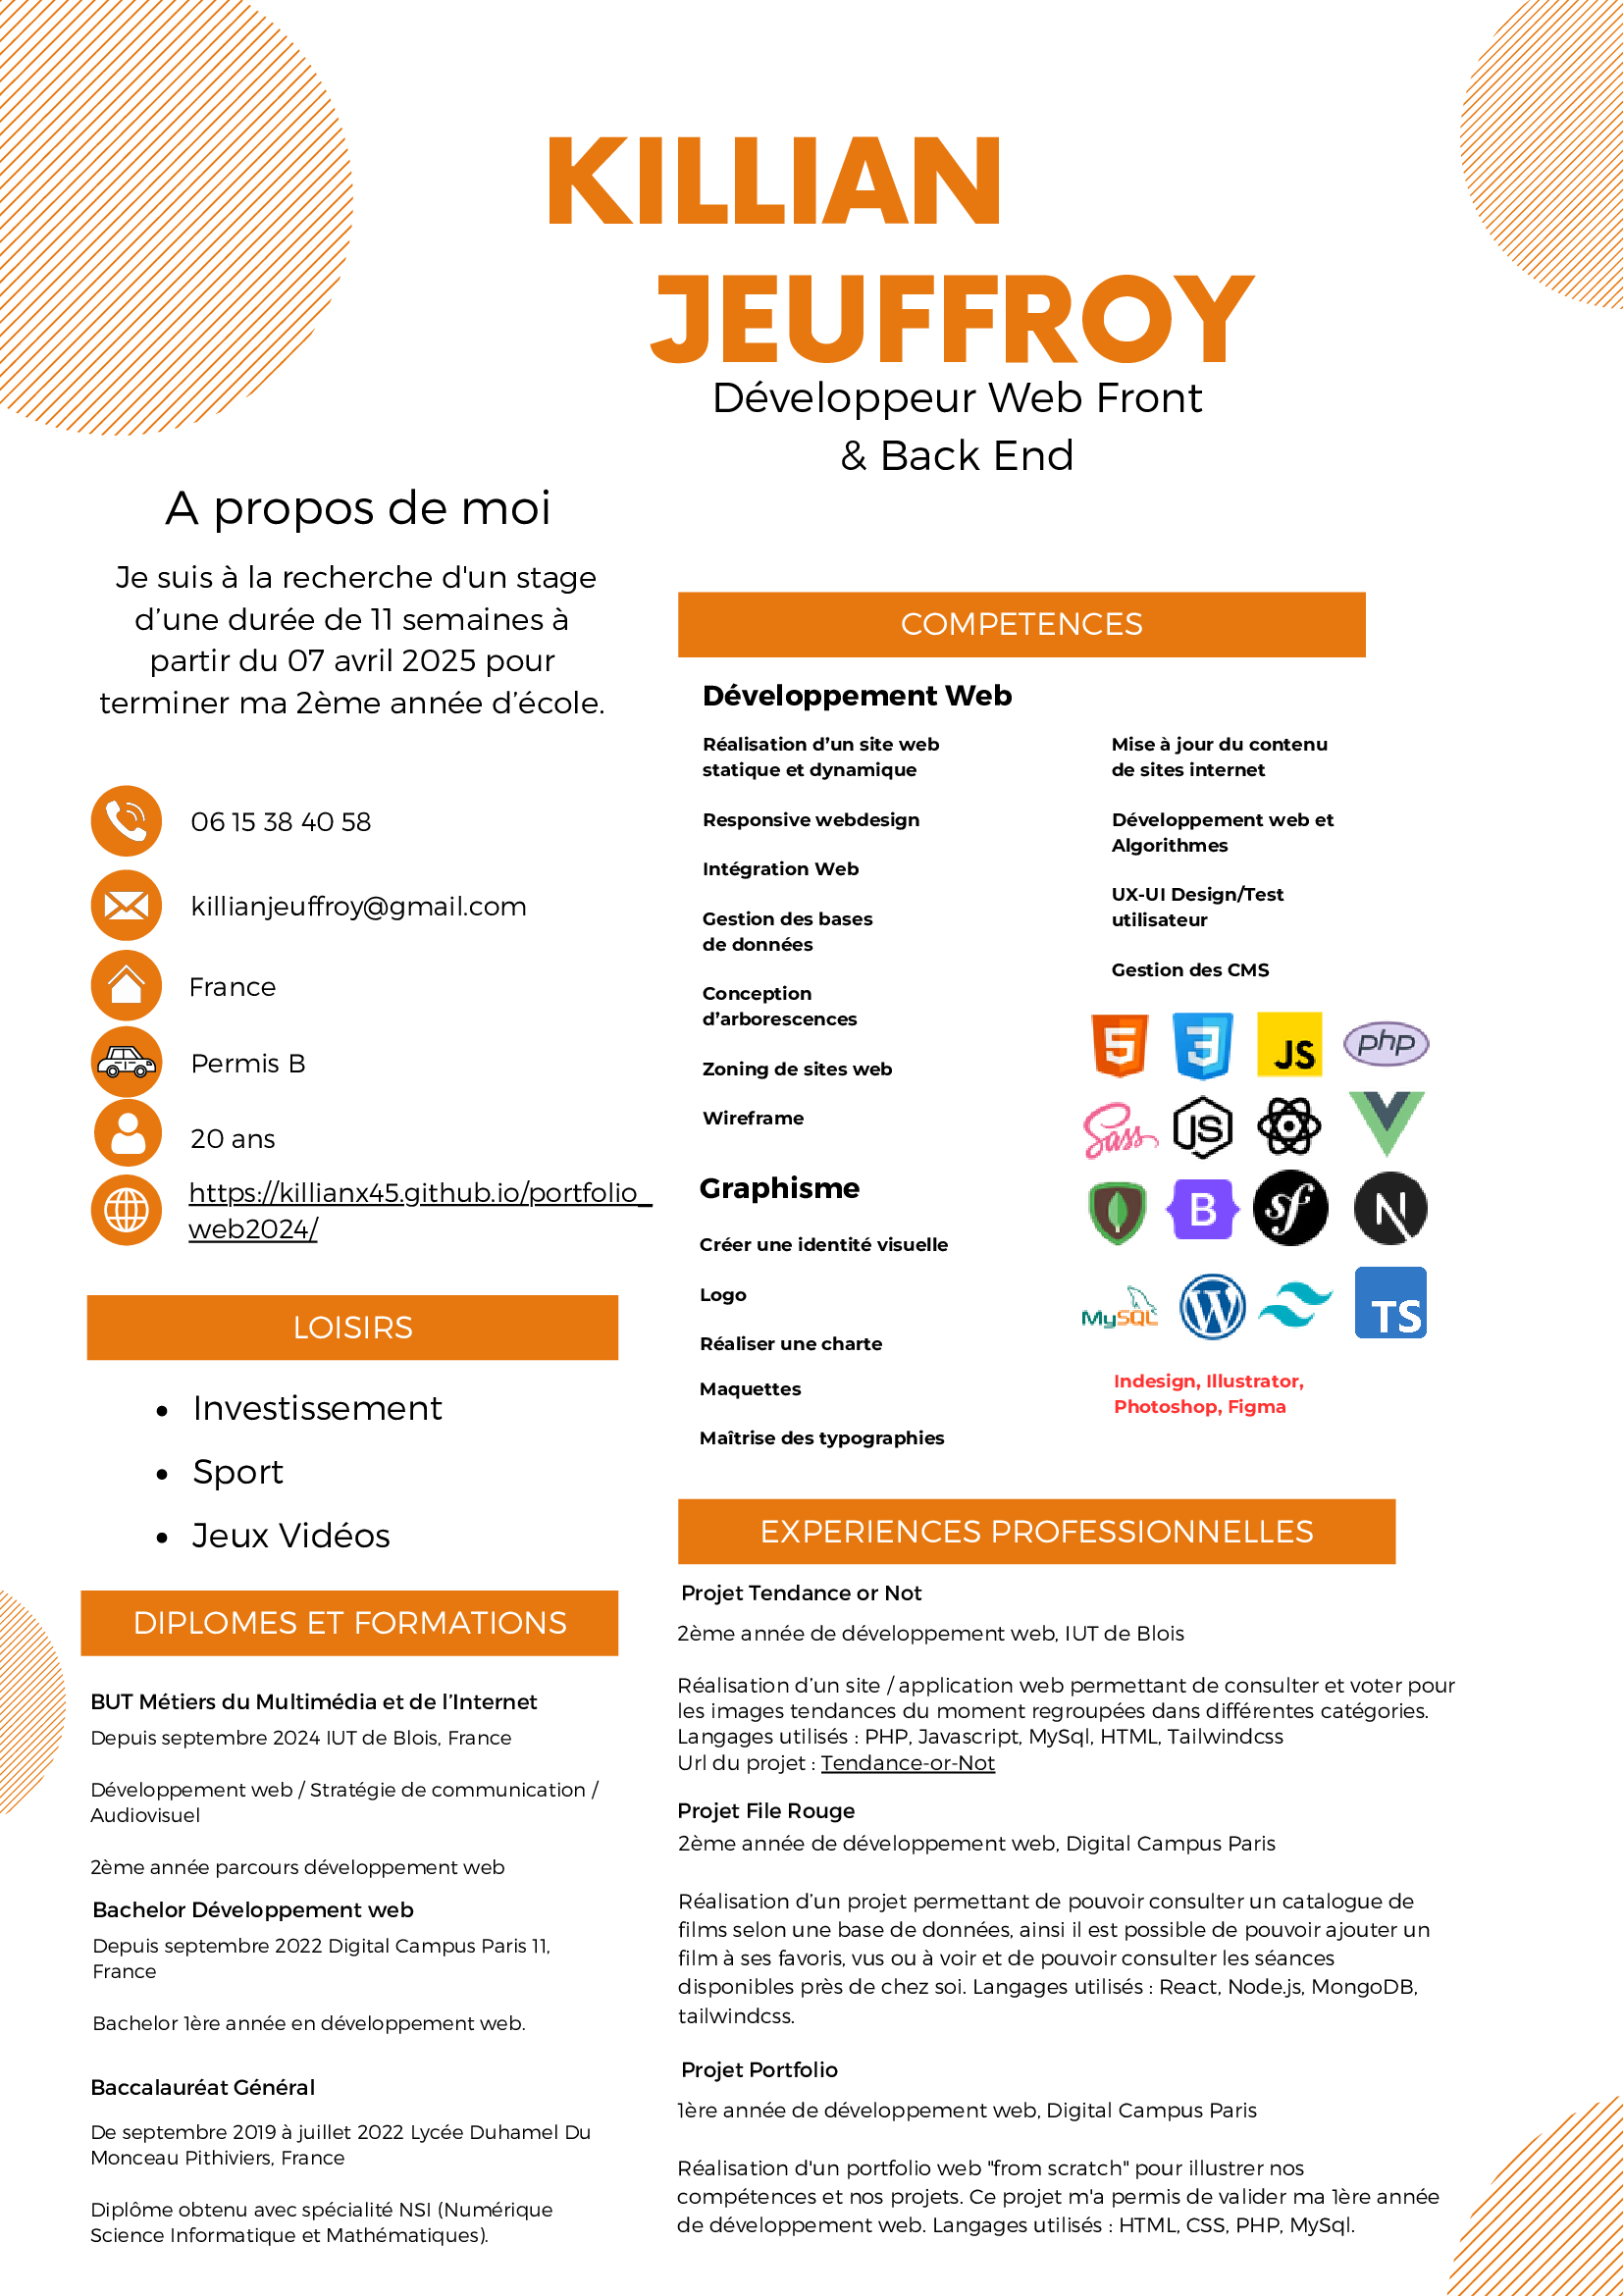 KILLIAN
JEUFFROY
Développeur Web Front
& Back End
A propos de moi
Je suis à la recherche d'un stage
d’une durée de 11 semaines à
partir du 07 avril 2025 pour
terminer ma 2ème année d’école.
06 15 38 40 58
killianjeuffroy@gmail.com
France
Permis B
20 ans
https://killianx45.github.io/portfolio_
web2024/
LOISIRS
• Investissement
• Sport
• Jeux Vidéos
DIPLOMES ET FORMATIONS
BUT Métiers du Multimédia et de l’Internet
Depuis septembre 2024 IUT de Blois, France
Développement web / Stratégie de communication /
Audiovisuel
2ème année parcours développement web
Bachelor Développement web
Depuis septembre 2022 Digital Campus Paris 11,
France
Bachelor 1ère année en développement web.
Baccalauréat Général
De septembre 2019 à juillet 2022 Lycée Duhamel Du
Monceau Pithiviers, France
Diplôme obtenu avec spécialité NSI (Numérique
Science Informatique et Mathématiques).
COMPETENCES
Développement Web
Réalisation d’un site web
statique et dynamique
Responsive webdesign
Intégration Web
Gestion des bases
de données
Conception
d’arborescences
Zoning de sites web
Wireframe
Mise à jour du contenu
de sites internet
Développement web et
Algorithmes
UX-UI Design/Test
utilisateur
Gestion des CMS
5 3 JS php
Sass JS
B sf N
MySQL W TS
Graphisme
Créer une identité visuelle
Logo
Réaliser une charte
Maquettes
Maîtrise des typographies
Indesign, Illustrator,
Photoshop, Figma
EXPERIENCES PROFESSIONNELLES
Projet Tendance or Not
2ème année de développement web, IUT de Blois
Réalisation d’un site / application web permettant de consulter et voter pour
les images tendances du moment regroupées dans différentes catégories.
Langages utilisés : PHP, Javascript, MySql, HTML, Tailwindcss
Url du projet : Tendance-or-Not
Projet File Rouge
2ème année de développement web, Digital Campus Paris
Réalisation d’un projet permettant de pouvoir consulter un catalogue de
films selon une base de données, ainsi il est possible de pouvoir ajouter un
film à ses favoris, vus ou à voir et de pouvoir consulter les séances
disponibles près de chez soi. Langages utilisés : React, Node.js, MongoDB,
tailwindcss.
Projet Portfolio
1ère année de développement web, Digital Campus Paris
Réalisation d'un portfolio web "from scratch" pour illustrer nos
compétences et nos projets. Ce projet m'a permis de valider ma 1ère année
de développement web. Langages utilisés : HTML, CSS, PHP, MySql.